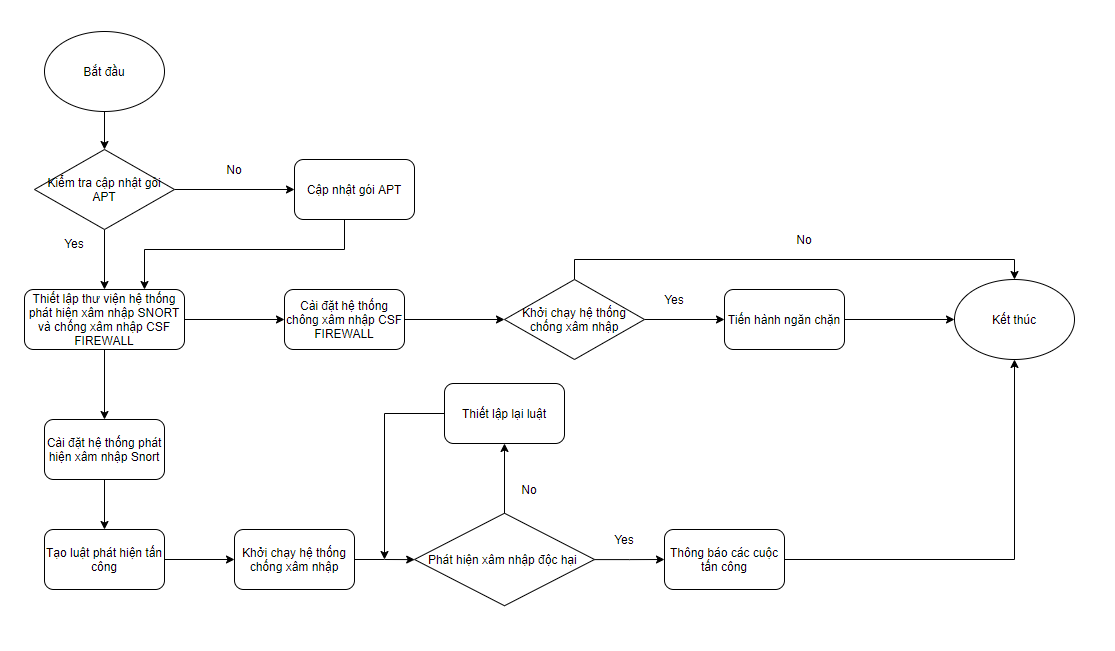 Bắt đầu
Kiểm tra cập nhật gói
APT
No
Cập nhật gói APT
Yes
Thiết lập thư viện hệ thống
phát hiện xâm nhập SNORT
và chống xâm nhập CSF
FIREWALL
Cài đặt hệ thống
chông xâm nhập CSF
FIREWALL
Khởi chạy hệ thống
chống xâm nhập
No
Yes
Tiến hành ngăn chặn
Kết thúc
Cài đặt hệ thống phát
hiện xâm nhập Snort
Thiết lập lại luật
No
Tạo luật phát hiện tấn
công
Khởi chạy hệ thống
chống xâm nhập
Phát hiện xâm nhập độc hại
Yes
Thông báo các cuộc
tấn công